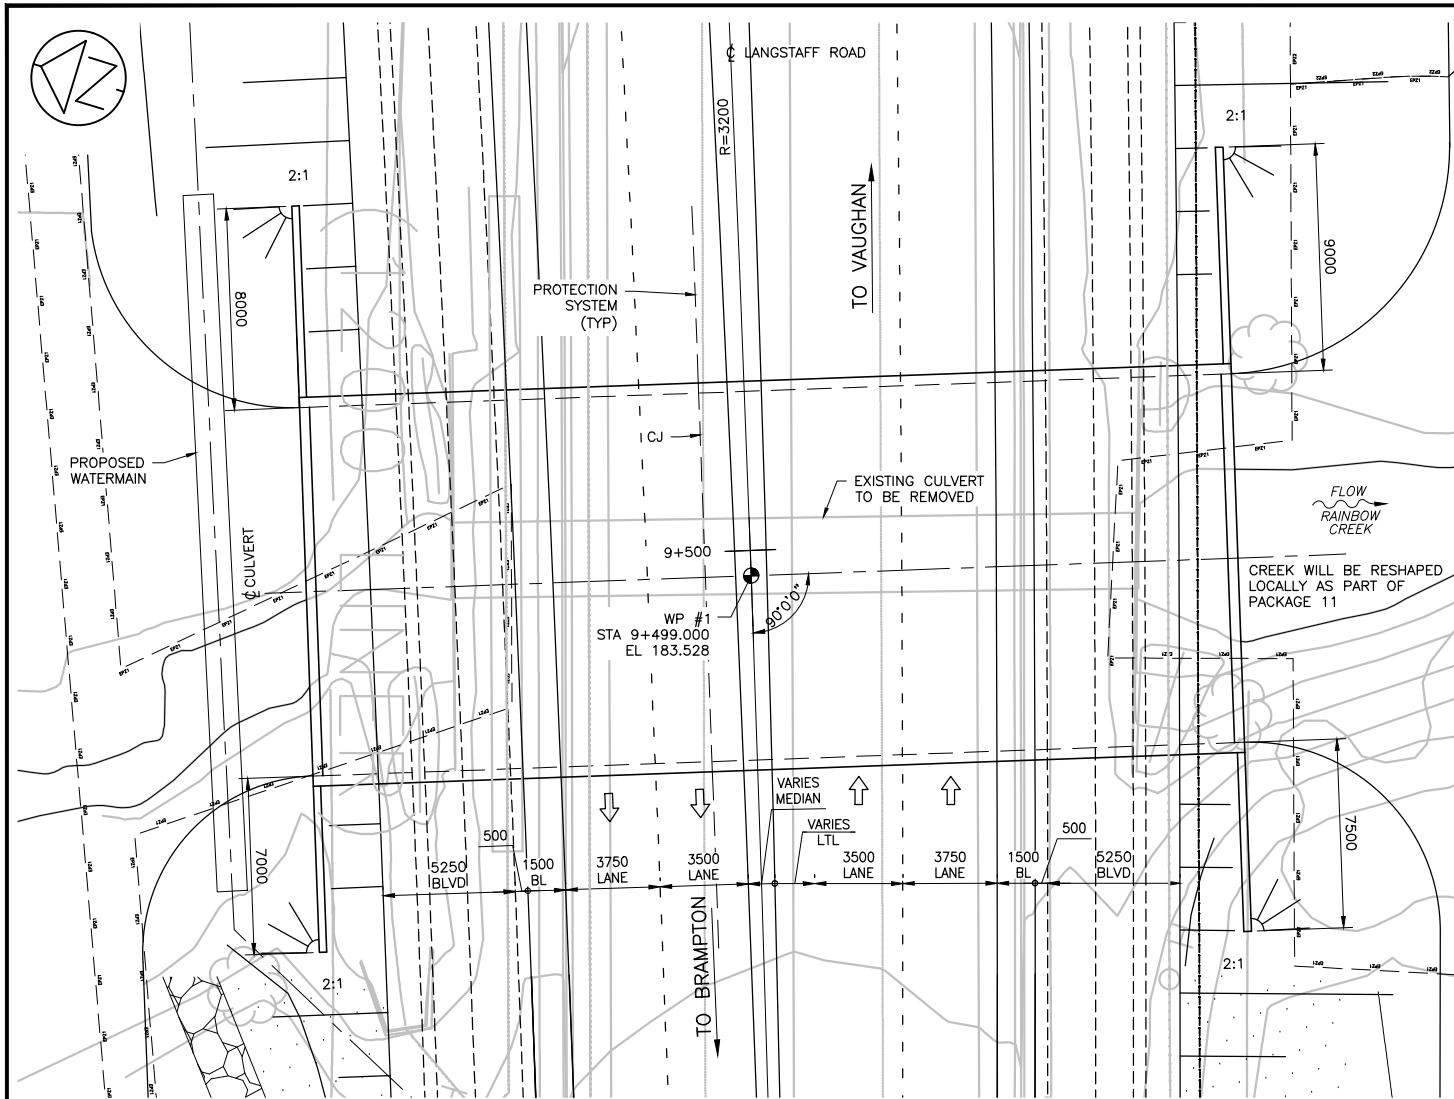 ℄ LANGSTAFF ROAD
R=3200
2:1
2:1
TO VAUGHAN
9000
8000
PROTECTION
SYSTEM
(TYP)
CJ
PROPOSED
WATERMAIN
EXISTING CULVERT
TO BE REMOVED
FLOW
RAINBOW
CREEK
℄ CULVERT
9+500
CREEK WILL BE RESHAPED
LOCALLY AS PART OF
PACKAGE 11
90°0'0"
WP #1
STA 9+499.000
EL 183.528
VARIES
MEDIAN
VARIES
LTL
500
500
7000
7500
5250
BLVD
1500
BL
3750
LANE
3500
LANE
3500
LANE
3750
LANE
1500
BL
5250
BLVD
TO BRAMPTON
2:1
2:1